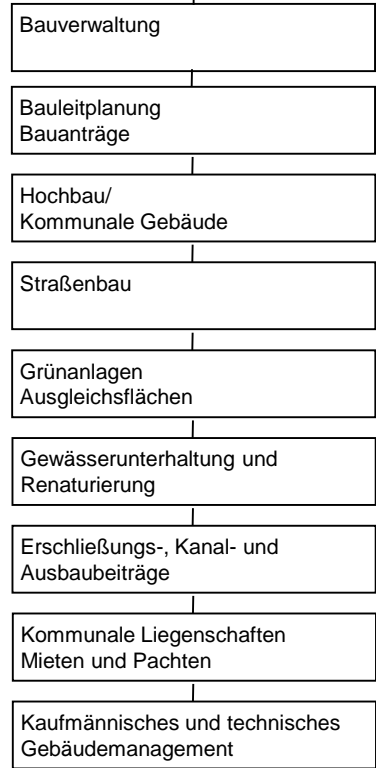 Bauverwaltung
Bauleitplanung
Bauanträge
Hochbau/
Kommunale Gebäude
Straßenbau
Grünanlagen
Ausgleichsflächen
Gewässerunterhaltung und
Renaturierung
Erschließungs-, Kanal- und
Ausbaubeiträge
Kommunale Liegenschaften
Mieten und Pachten
Kaufmännisches und technisches
Gebäudemanagement